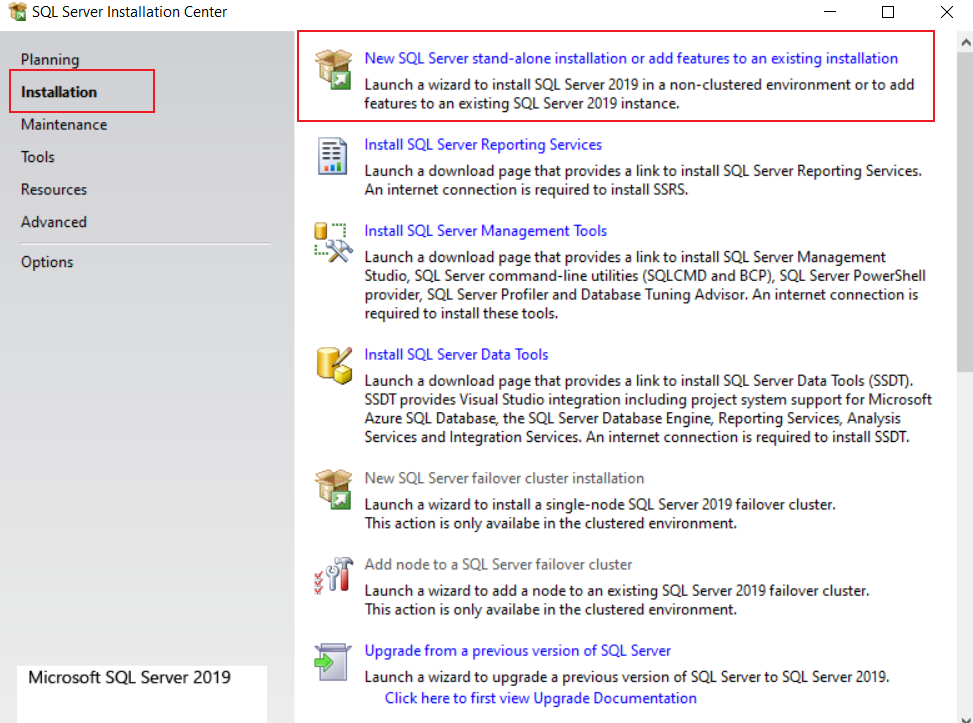 SQL Server Installation Center
Planning
Installation
Maintenance
Tools
Resources
Advanced
Options
Microsoft SQL Server 2019
New SQL Server stand-alone installation or add features to an existing installation
Launch a wizard to install SQL Server 2019 in a non-clustered environment or to add
features to an existing SQL Server 2019 instance.
Install SQL Server Reporting Services
Launch a download page that provides a link to install SQL Server Reporting Services.
An internet connection is required to install SSRS.
Install SQL Server Management Tools
Launch a download page that provides a link to install SQL Server Management
Studio, SQL Server command-line utilities (SQLCMD and BCP), SQL Server PowerShell
provider, SQL Server Profiler and Database Tuning Advisor. An internet connection is
required to install these tools.
Install SQL Server Data Tools
Launch a download page that provides a link to install SQL Server Data Tools (SSDT).
SSDT provides Visual Studio integration including project system support for Microsoft
Azure SQL Database, the SQL Server Database Engine, Reporting Services, Analysis
Services and Integration Services. An internet connection is required to install SSDT.
New SQL Server failover cluster installation
Launch a wizard to install a single-node SQL Server 2019 failover cluster.
This action is only availabe in the clustered environment.
Add node to a SQL Server failover cluster
Launch a wizard to add a node to an existing SQL Server 2019 failover cluster.
This action is only availabe in the clustered environment.
Upgrade from a previous version of SQL Server
Launch a wizard to upgrade a previous version of SQL Server to SQL Server 2019.
Click here to first view Upgrade Documentation